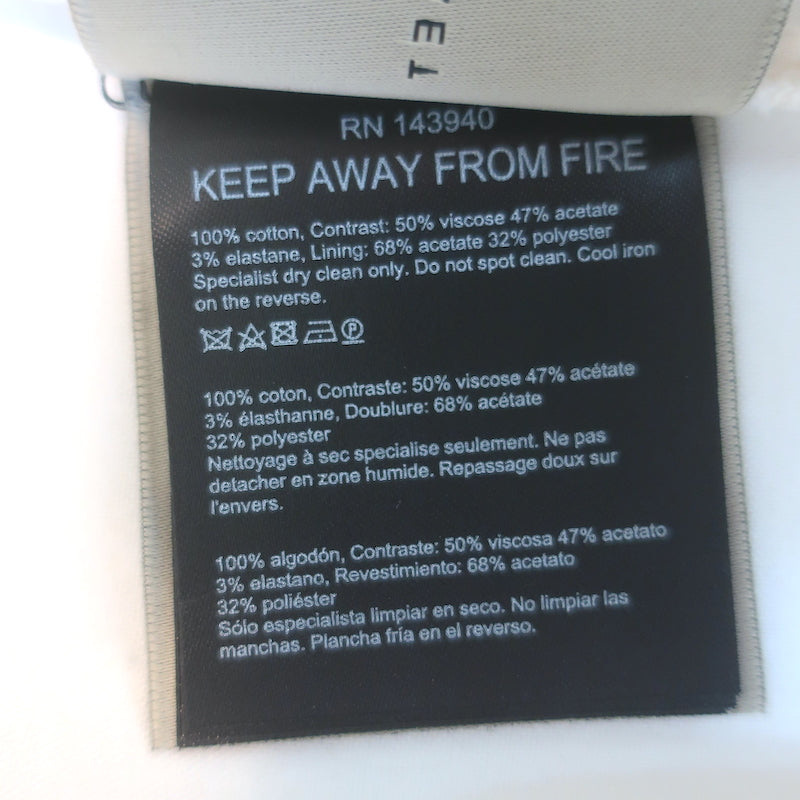 ET
RN 143940
KEEP AWAY FROM FIRE
100% cotton, Contrast: 50% viscose 47% acetate
3% elastane, Lining: 68% acetate 32% polyester
Specialist dry clean only. Do not spot clean. Cool iron
on the reverse.
P
100% coton, Contraste: 50% viscose 47% acétate
3% élasthanne, Doublure: 68% acétate
32% polyester
Nettoyage à sec specialise seulement. Ne pas
detacher en zone humide. Repassage doux sur
l'envers.
100% algodón, Contraste: 50% viscosa 47% acetato
3% elastano, Revestimiento: 68% acetato
32% poliéster
Sólo especialista limpiar en seco. No limpiar las
manchas. Plancha fría en el reverso.